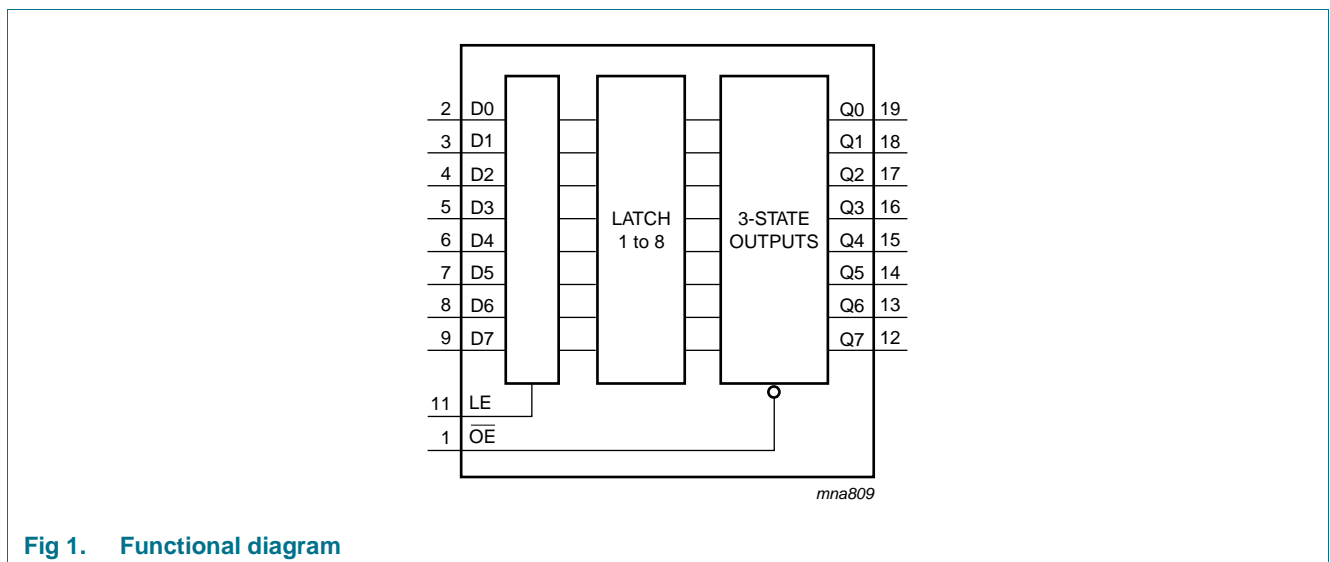 2 D0 Q0 19
3 D1 Q1 18
4 D2 Q2 17
5 D3 LATCH 3-STATE Q3 16
6 D4 1 to 8 OUTPUTS Q4 15
7 D5 Q5 14
8 D6 Q6 13
9 D7 Q7 12
11 LE
1 O̅E̅
mna809
Fig 1. Functional diagram